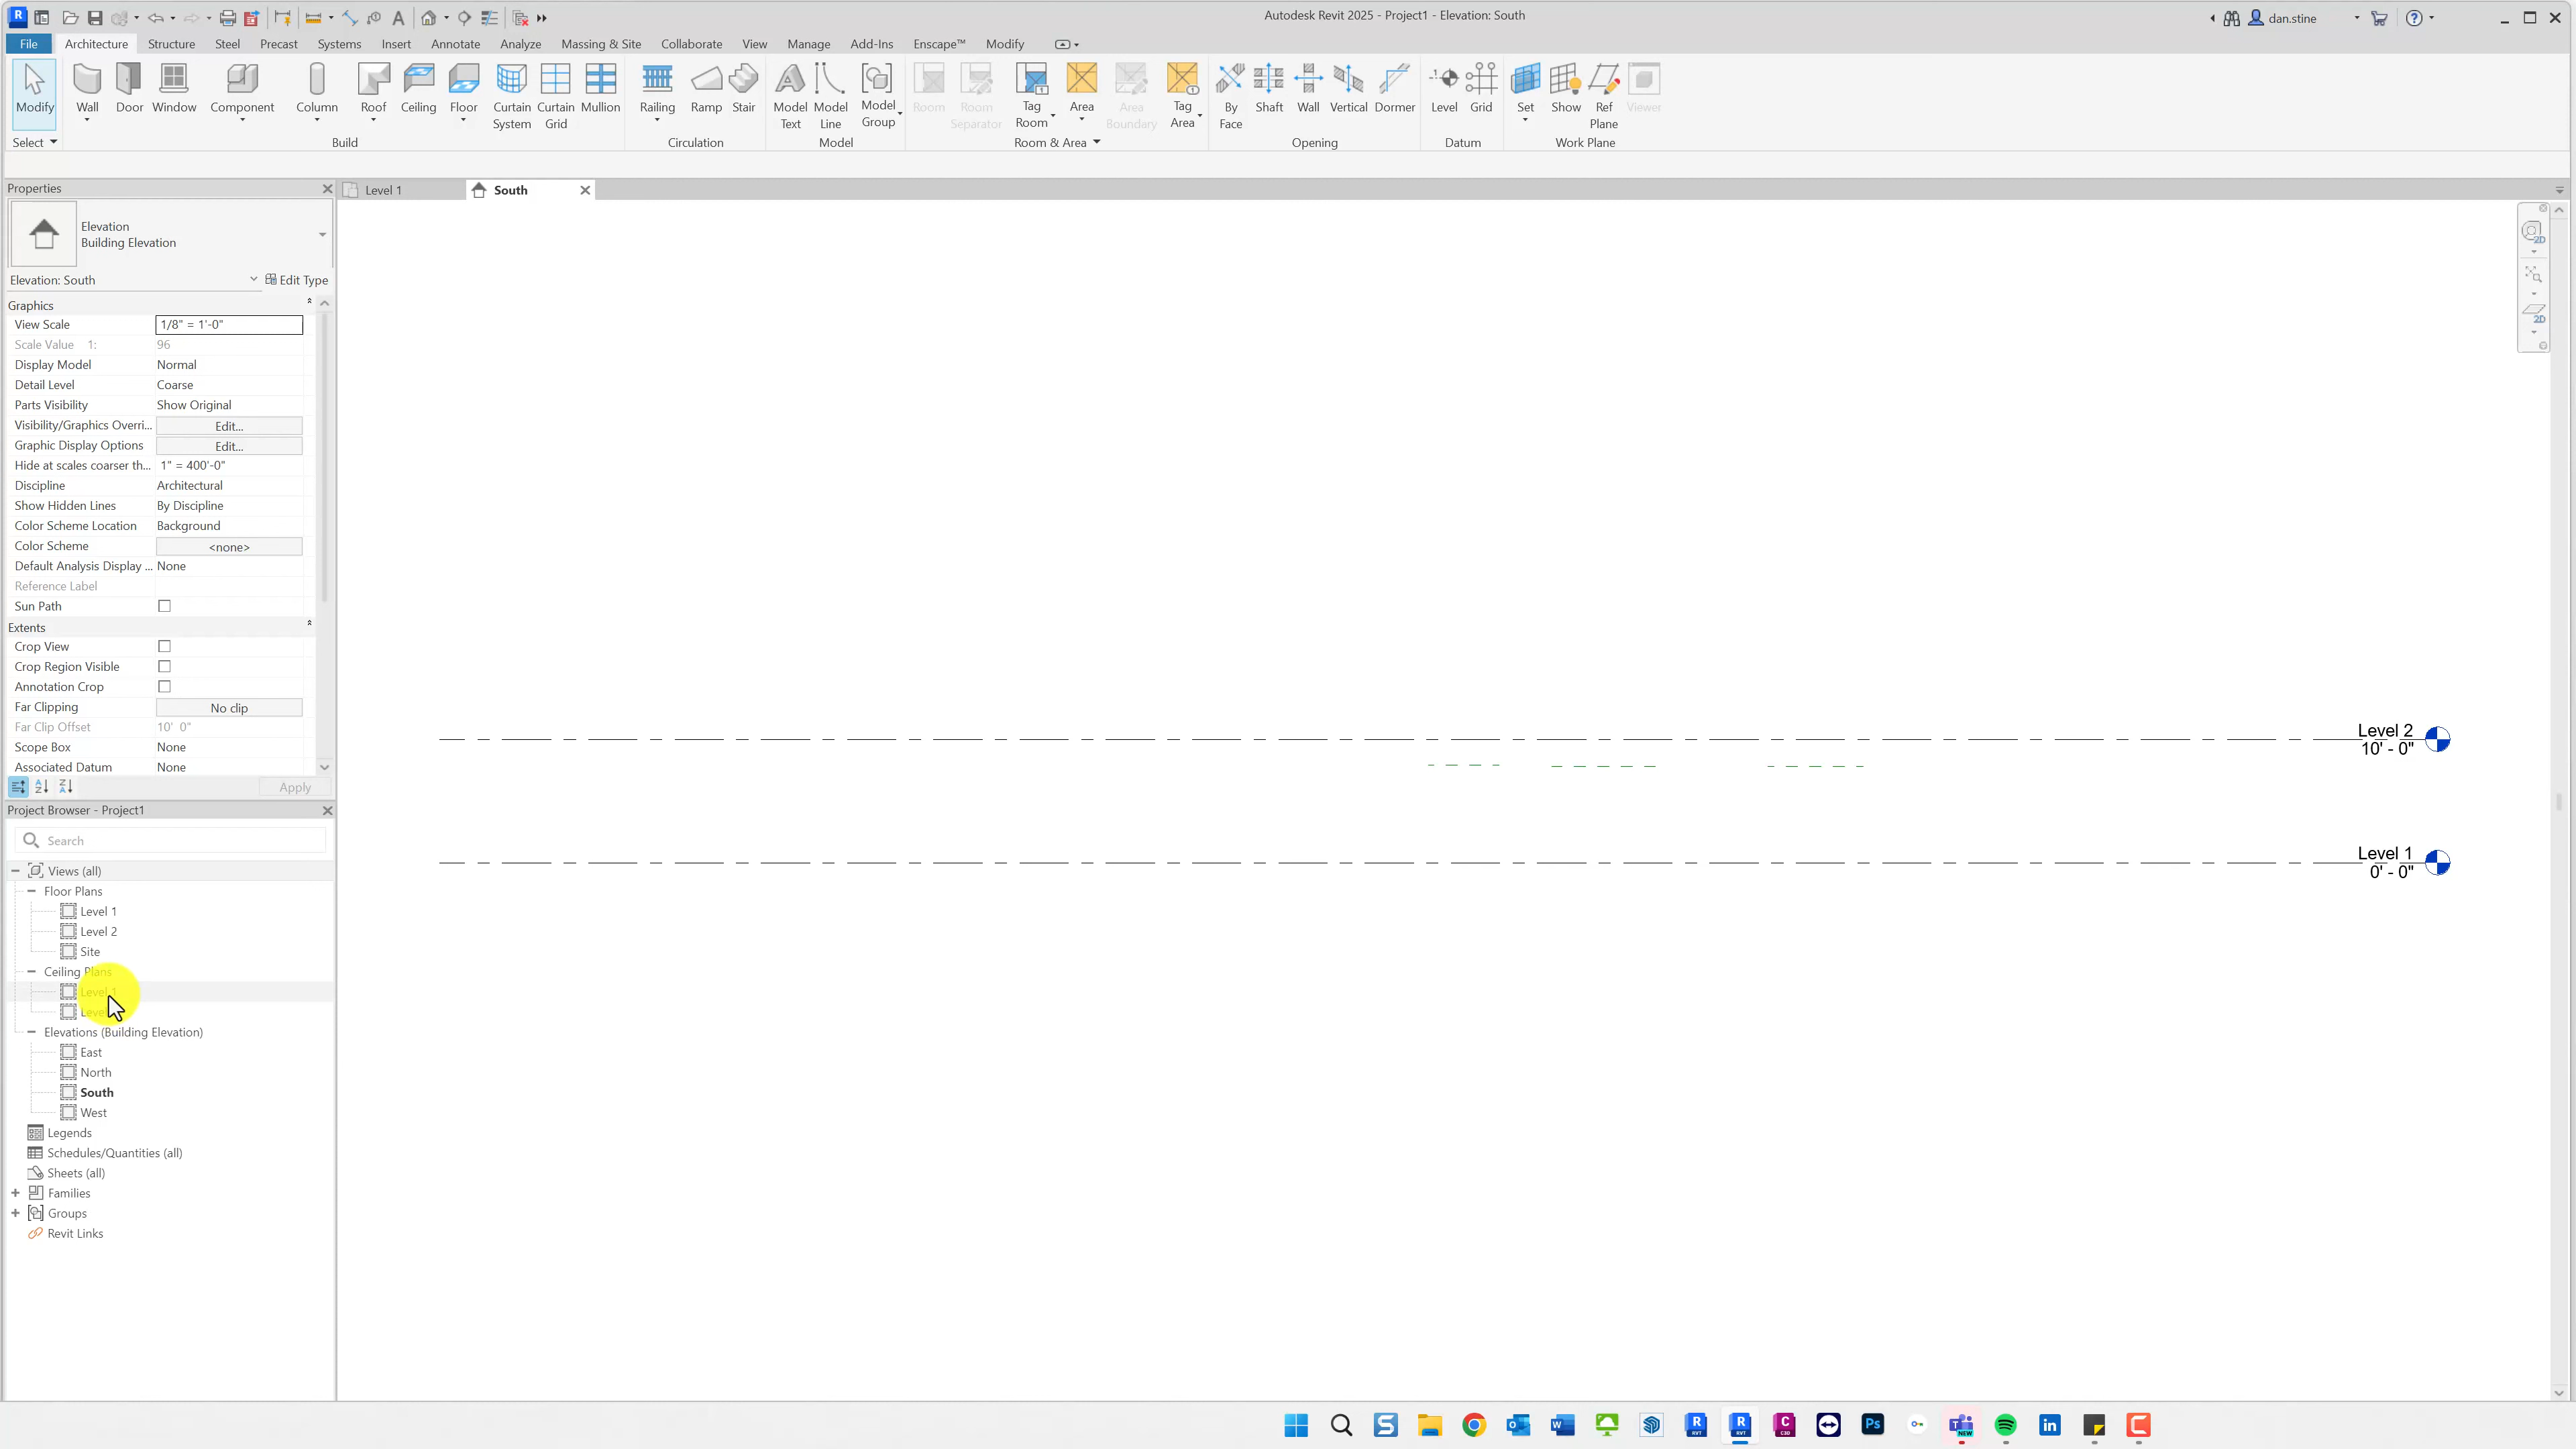 Autodesk Revit 2025 - Project1 - Elevation: South
dan.stine
File Architecture Structure Steel Precast Systems Insert Annotate Analyze Massing & Site Collaborate View Manage Add-Ins Enscape™ Modify
Modify
Wall
Door
Window
Component
Column
Roof
Ceiling
Floor
Curtain System
Curtain Grid
Mullion
Railing
Ramp
Stair
Model Text
Model Line
Model Group
Room
Room Separator
Tag Room
Area
Area Boundary
Tag Area
By Face
Shaft
Wall
Vertical
Dormer
Level
Grid
Set
Show
Ref Plane
Viewer
Select
Build
Circulation
Model
Room & Area
Opening
Datum
Work Plane
Properties
Level 1
South
Elevation
Building Elevation
Elevation: South
Edit Type
Graphics
View Scale 1/8" = 1'-0"
Scale Value 1: 96
Display Model Normal
Detail Level Coarse
Parts Visibility Show Original
Visibility/Graphics Overri... Edit...
Graphic Display Options Edit...
Hide at scales coarser th... 1" = 400'-0"
Discipline Architectural
Show Hidden Lines By Discipline
Color Scheme Location Background
Color Scheme <none>
Default Analysis Display ... None
Reference Label
Sun Path
Extents
Crop View
Crop Region Visible
Annotation Crop
Far Clipping No clip
Far Clip Offset 10' 0"
Scope Box None
Associated Datum None
Apply
Project Browser - Project1
Search
Views (all)
Floor Plans
Level 1
Level 2
Site
Ceiling Plans
Level 1
Elevations (Building Elevation)
East
North
South
West
Legends
Schedules/Quantities (all)
Sheets (all)
Families
Groups
Revit Links
Level 2
10' - 0"
Level 1
0' - 0"